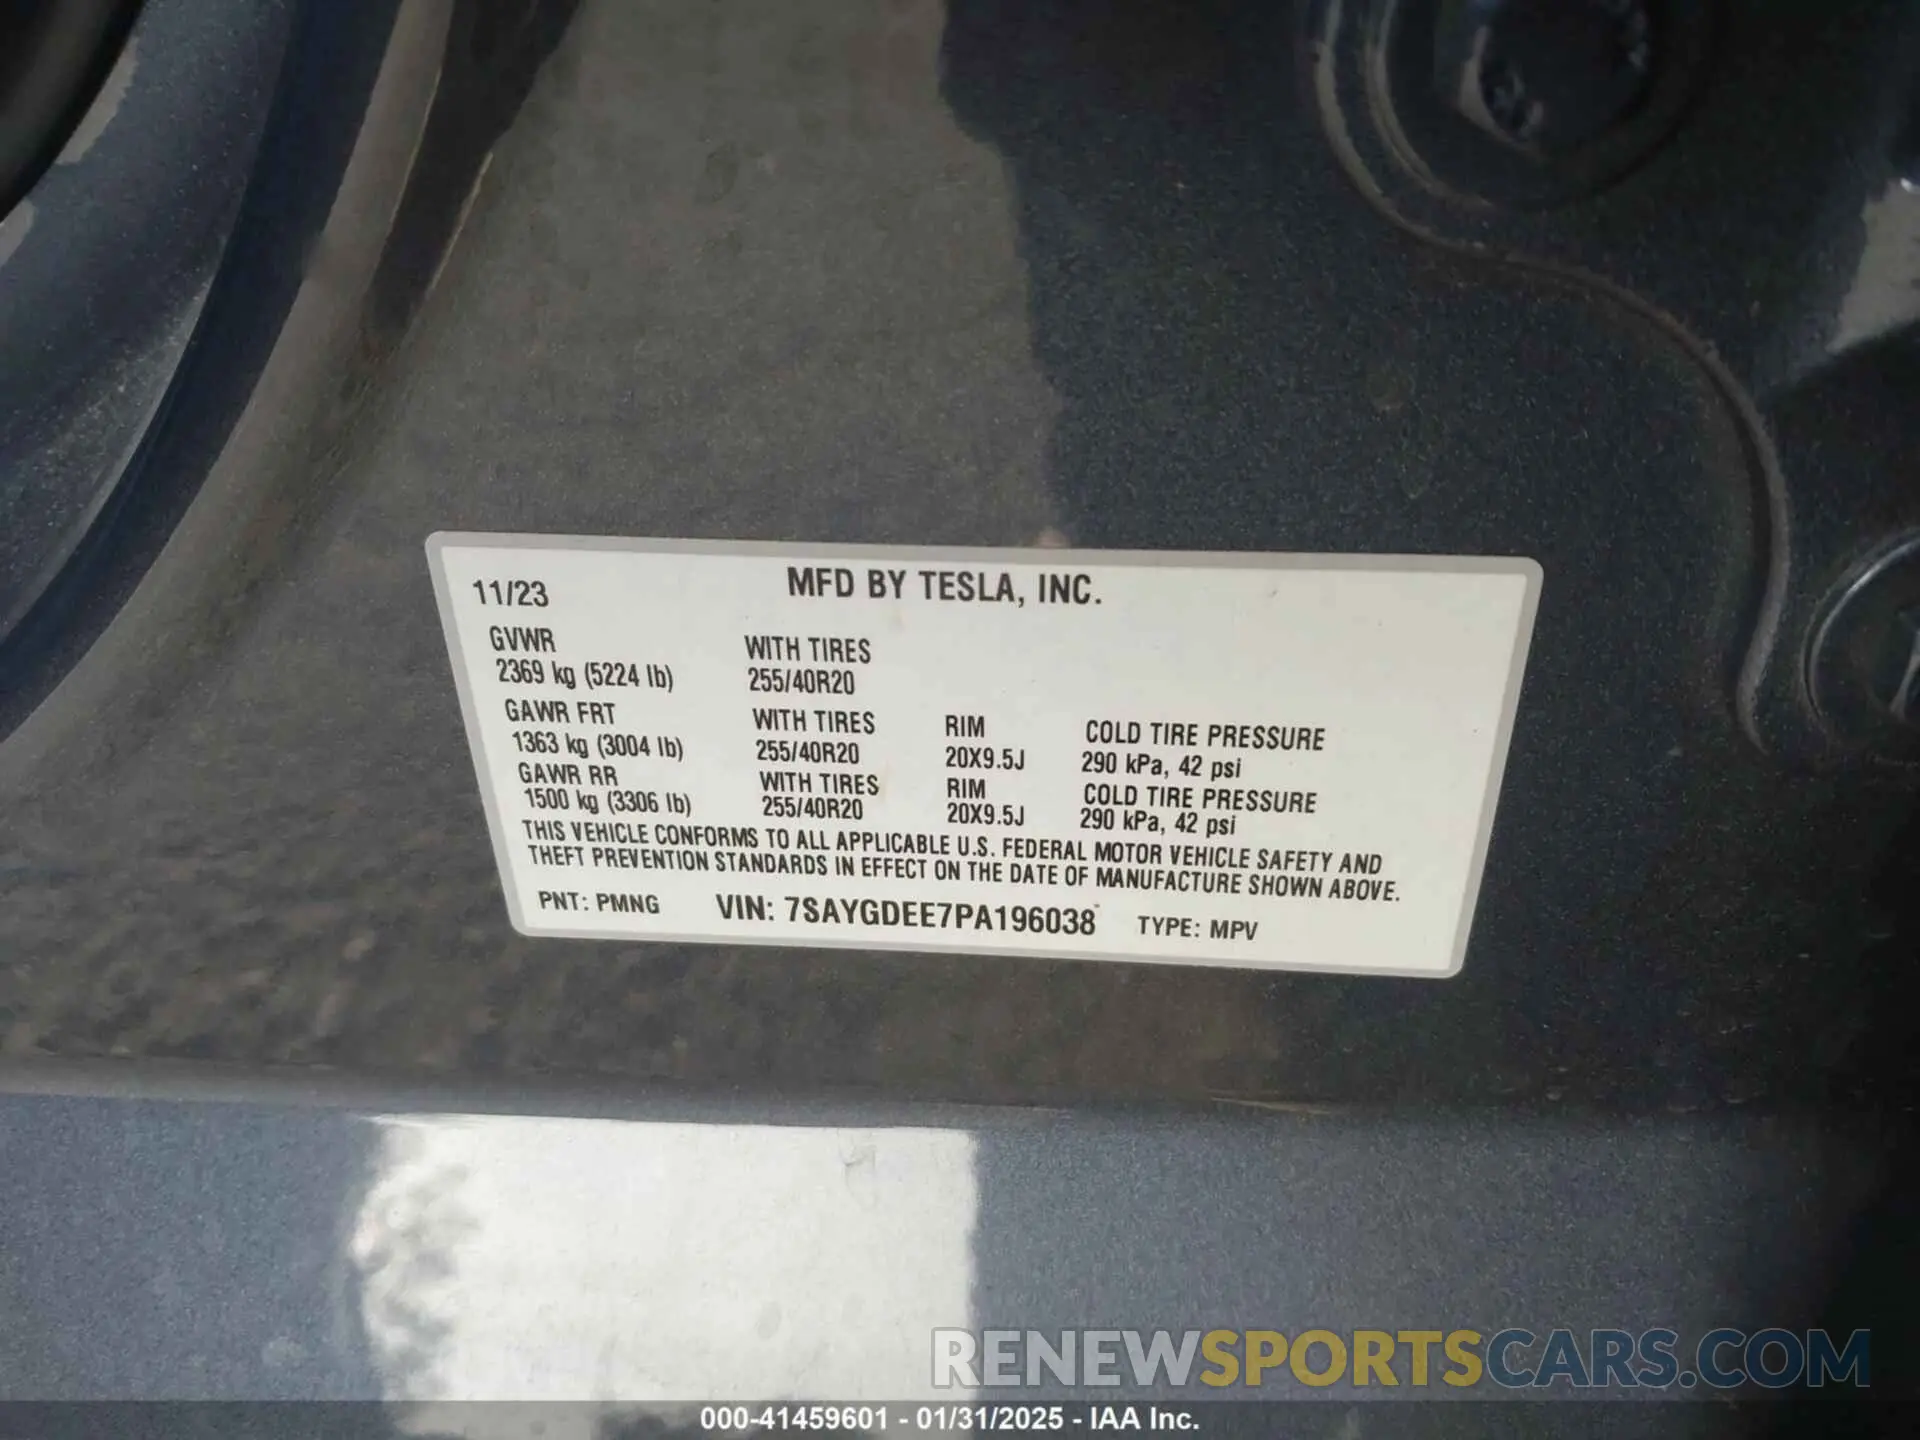 11/23 MFD BY TESLA, INC.
GVWR WITH TIRES
2369 kg (5224 lb) 255/40R20
GAWR FRT WITH TIRES RIM COLD TIRE PRESSURE
1363 kg (3004 lb) 255/40R20 20X9.5J 290 kPa, 42 psi
GAWR RR WITH TIRES RIM COLD TIRE PRESSURE
1500 kg (3306 lb) 255/40R20 20X9.5J 290 kPa, 42 psi
THIS VEHICLE CONFORMS TO ALL APPLICABLE U.S. FEDERAL MOTOR VEHICLE SAFETY AND
THEFT PREVENTION STANDARDS IN EFFECT ON THE DATE OF MANUFACTURE SHOWN ABOVE.
PNT: PMNG VIN: 7SAYGDEE7PA196038 TYPE: MPV
RENEWSPORTSCARS.COM
000-41459601 - 01/31/2025 - IAA Inc.